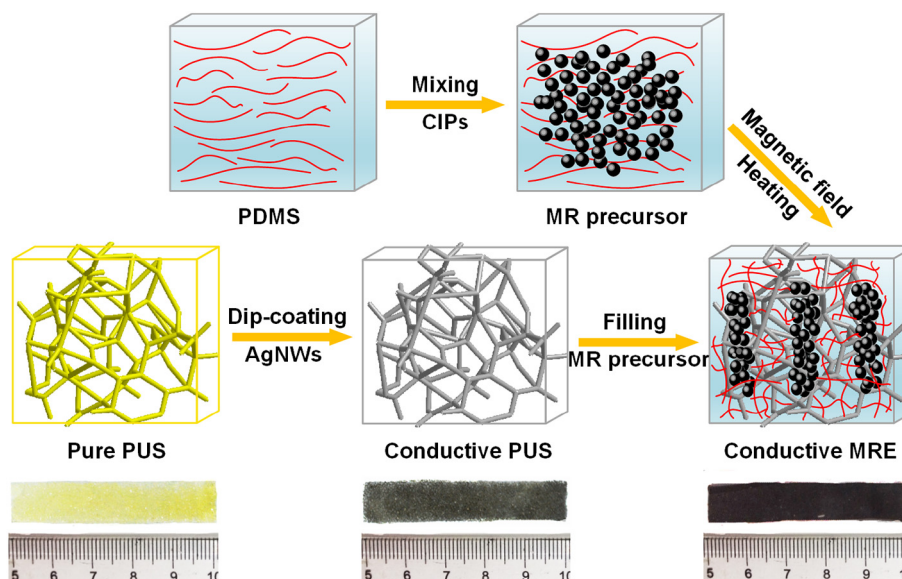 Mixing
CIPs
PDMS
MR precursor
Magnetic field
Heating
Dip-coating
AgNWs
Filling
MR precursor
Pure PUS
Conductive PUS
Conductive MRE
5 6 7 8 9 10
5 6 7 8 9 10
5 6 7 8 9